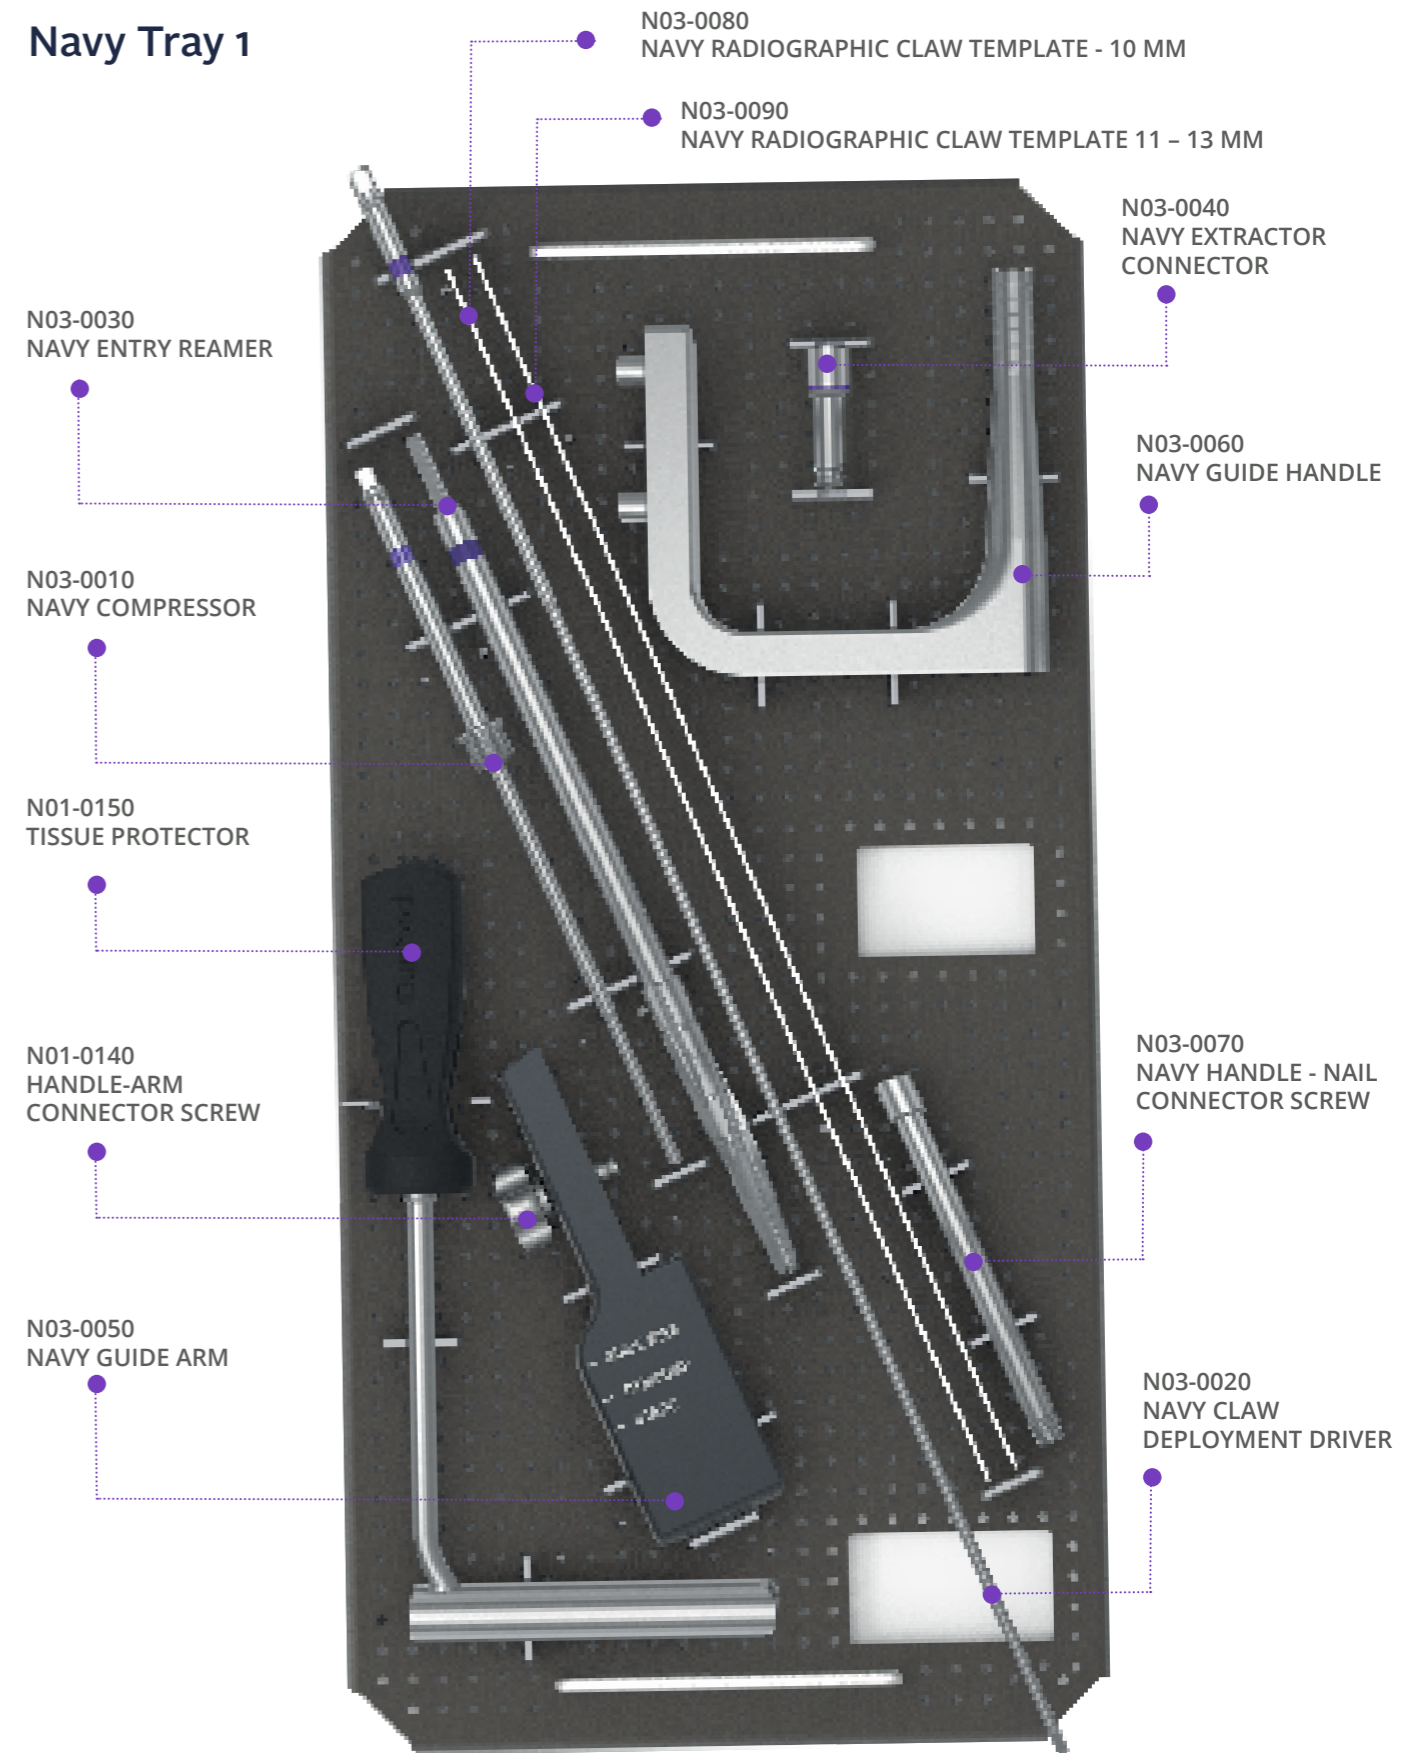 Navy Tray 1
N03-0080
NAVY RADIOGRAPHIC CLAW TEMPLATE - 10 MM
N03-0090
NAVY RADIOGRAPHIC CLAW TEMPLATE 11 – 13 MM
N03-0040
NAVY EXTRACTOR
CONNECTOR
N03-0030
NAVY ENTRY REAMER
N03-0060
NAVY GUIDE HANDLE
N03-0010
NAVY COMPRESSOR
N01-0150
TISSUE PROTECTOR
N01-0140
HANDLE-ARM
CONNECTOR SCREW
N03-0070
NAVY HANDLE - NAIL
CONNECTOR SCREW
N03-0050
NAVY GUIDE ARM
N03-0020
NAVY CLAW
DEPLOYMENT DRIVER